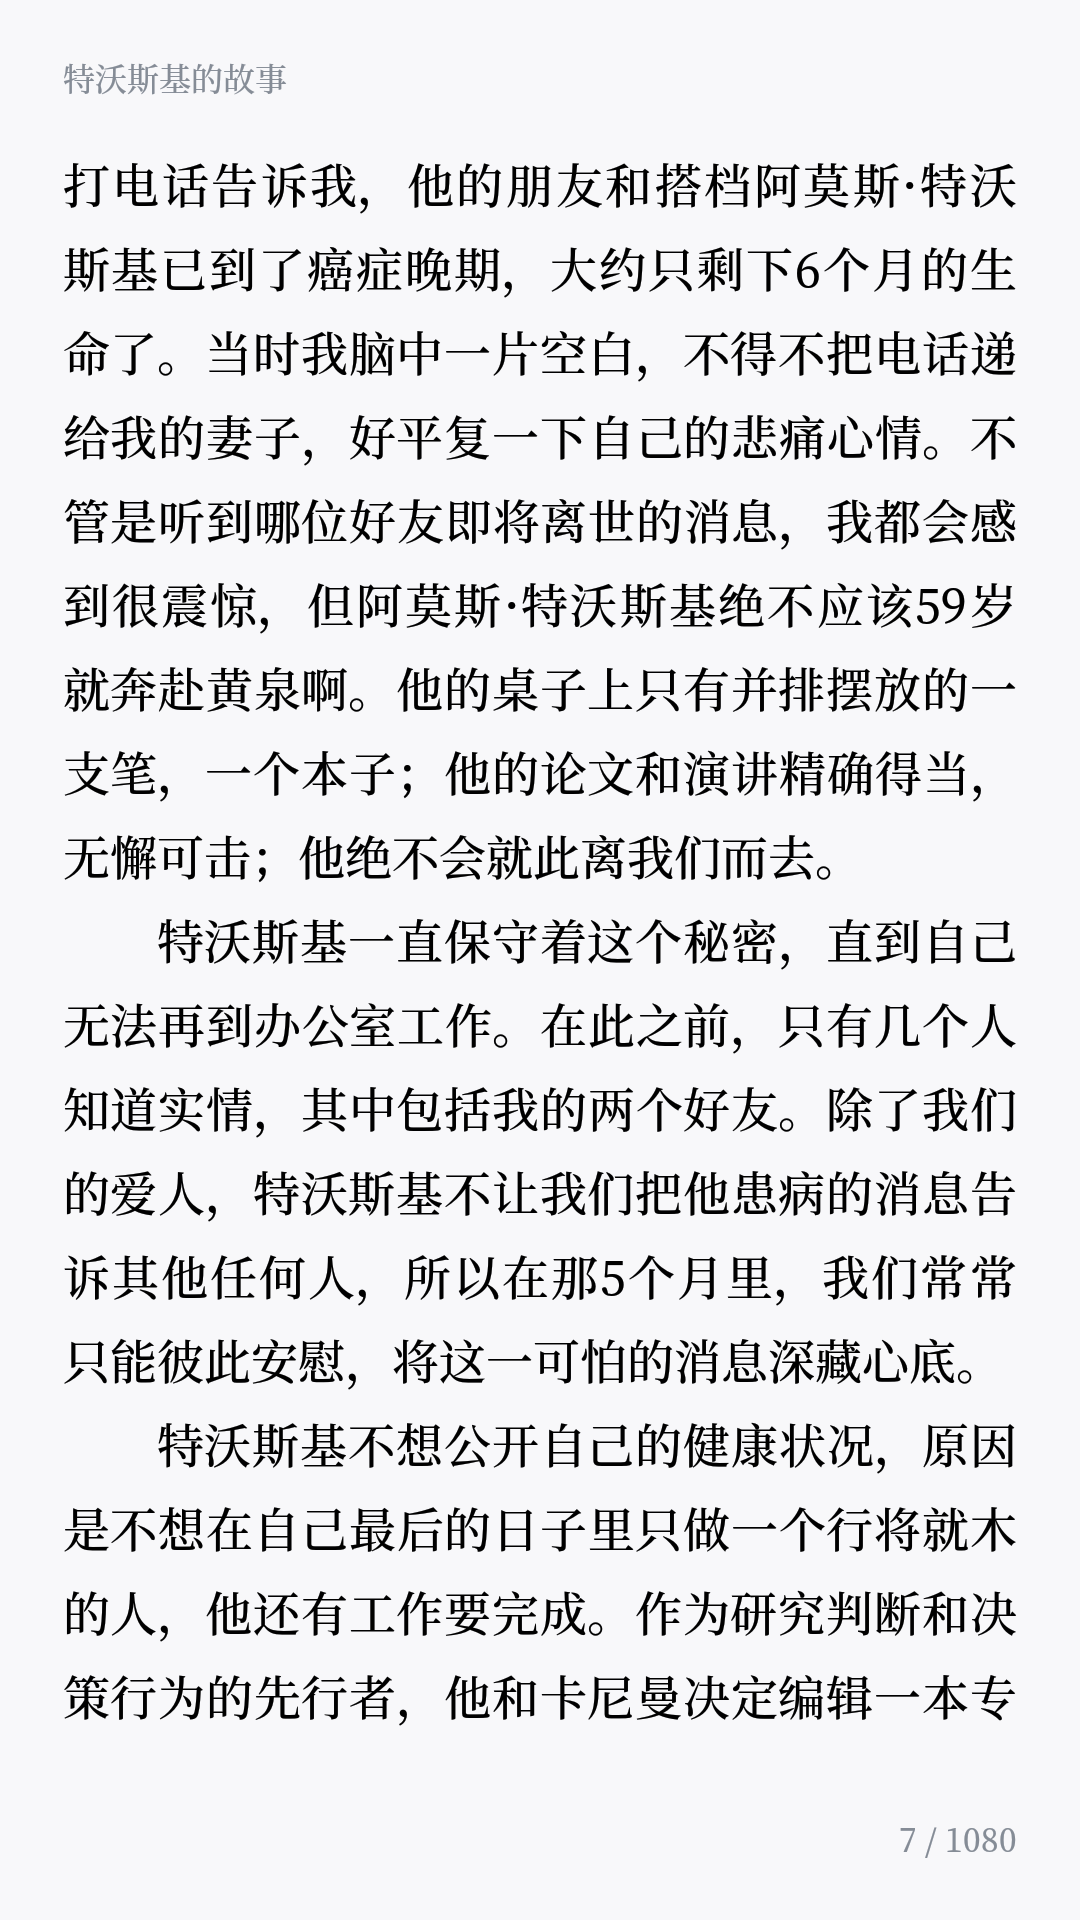 特沃斯基的故事
打电话告诉我，他的朋友和搭档阿莫斯·特沃
斯基已到了癌症晚期，大约只剩下6个月的生
命了。当时我脑中一片空白，不得不把电话递
给我的妻子，好平复一下自己的悲痛心情。不
管是听到哪位好友即将离世的消息，我都会感
到很震惊，但阿莫斯·特沃斯基绝不应该59岁
就奔赴黄泉啊。他的桌子上只有并排摆放的一
支笔，一个本子；他的论文和演讲精确得当，
无懈可击；他绝不会就此离我们而去。
特沃斯基一直保守着这个秘密，直到自己
无法再到办公室工作。在此之前，只有几个人
知道实情，其中包括我的两个好友。除了我们
的爱人，特沃斯基不让我们把他患病的消息告
诉其他任何人，所以在那5个月里，我们常常
只能彼此安慰，将这一可怕的消息深藏心底。
特沃斯基不想公开自己的健康状况，原因
是不想在自己最后的日子里只做一个行将就木
的人，他还有工作要完成。作为研究判断和决
策行为的先行者，他和卡尼曼决定编辑一本专
7 / 1080